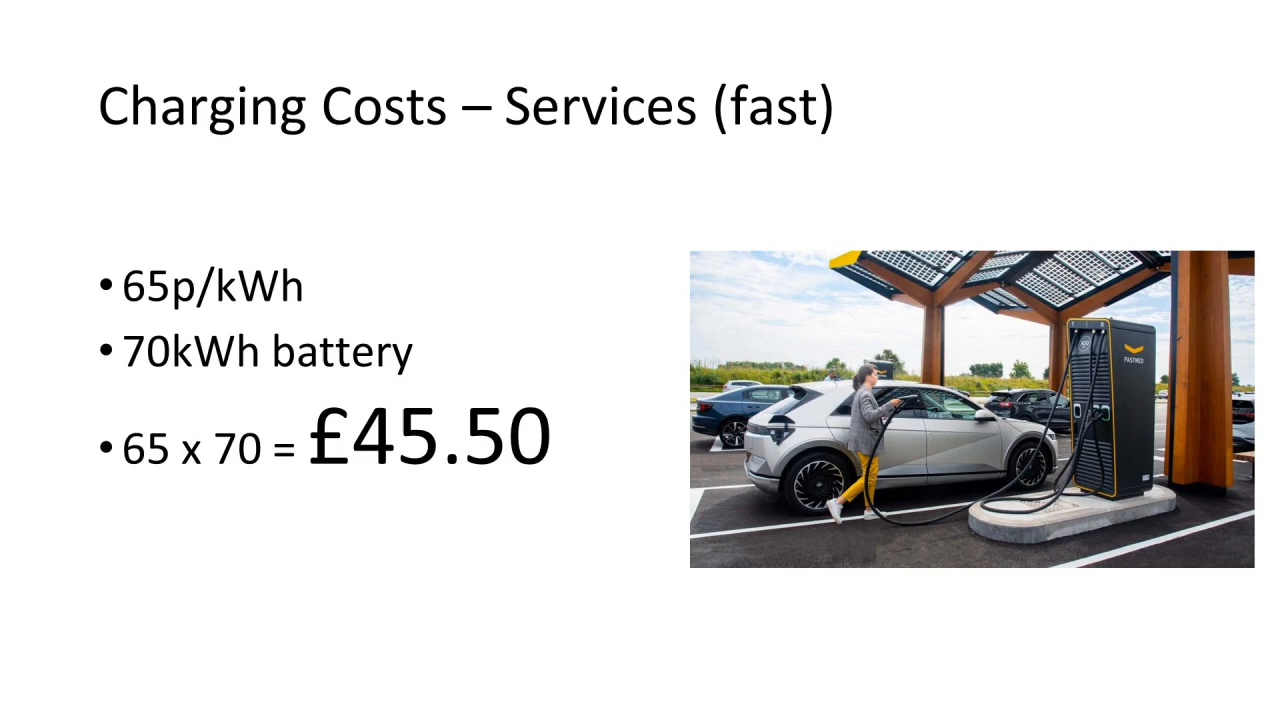 Charging Costs – Services (fast)
• 65p/kWh
• 70kWh battery
• 65 x 70 = £45.50
FASTNED